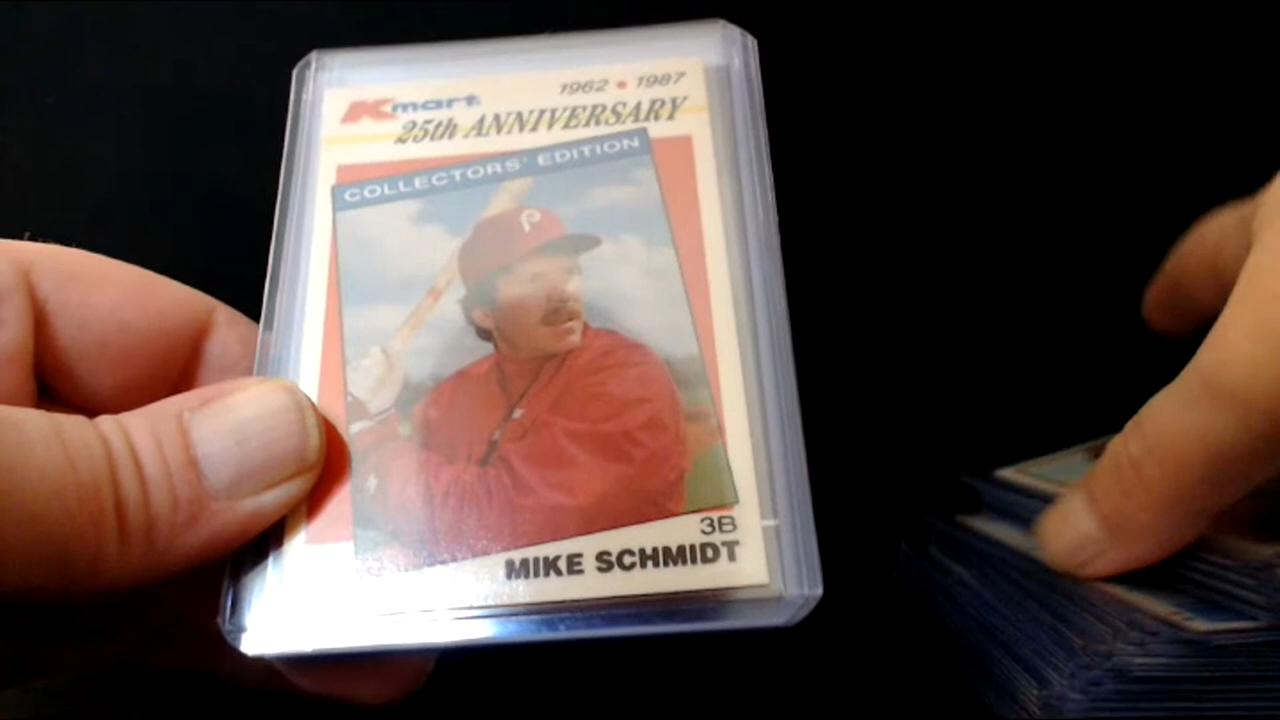 1962 • 1987
Kmart
25th ANNIVERSARY
COLLECTORS' EDITION
P
3B
MIKE SCHMIDT